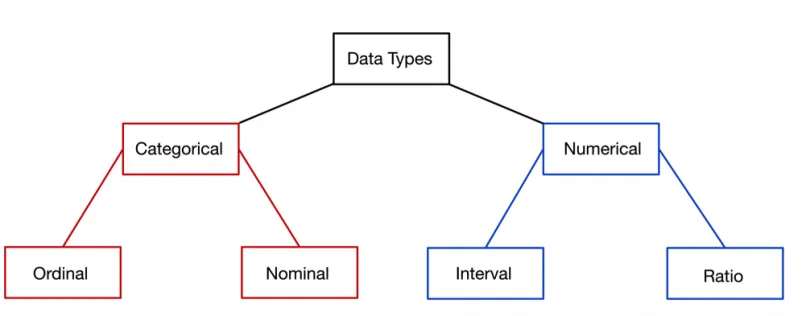 Data Types
Categorical
Numerical
Ordinal
Nominal
Interval
Ratio